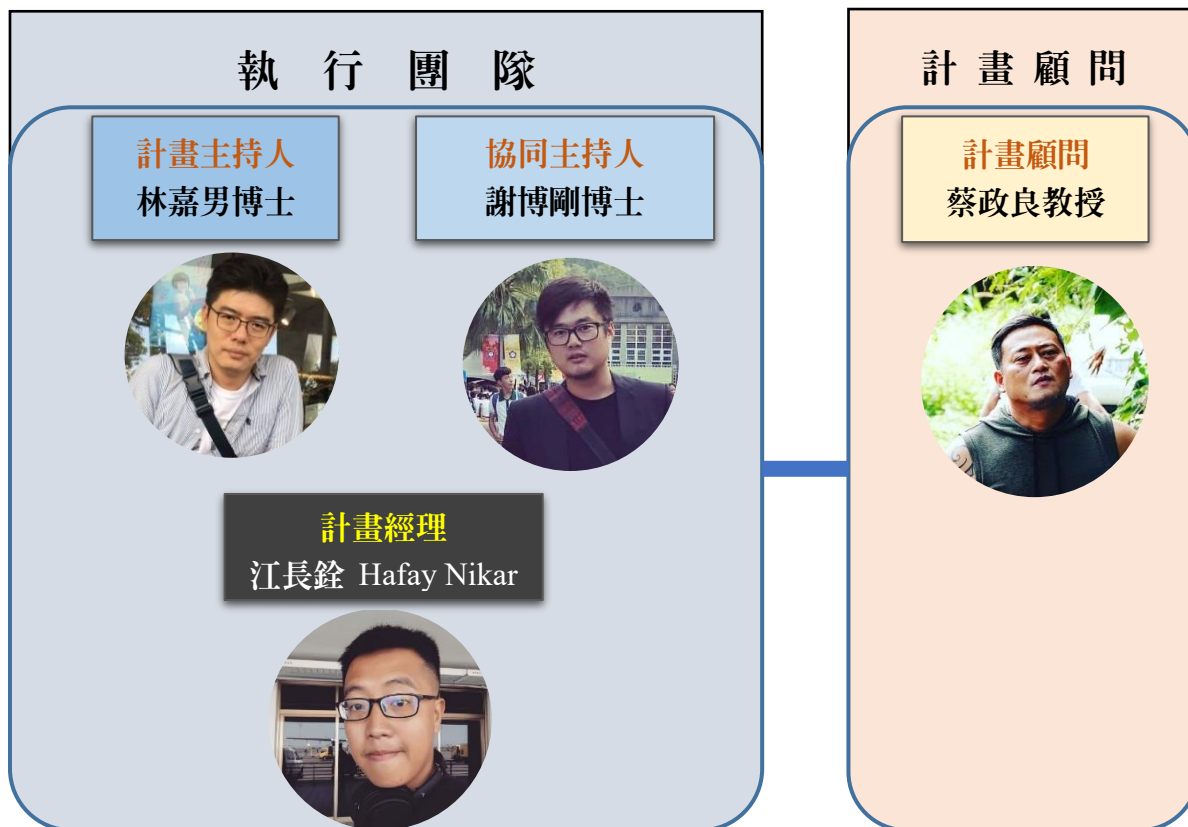 執行團隊
計畫主持人
林嘉男博士
協同主持人
謝博剛博士
計畫經理
江長銓 Hafay Nikar
計畫顧問
計畫顧問
蔡政良教授